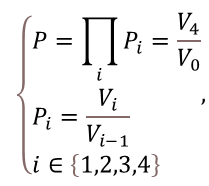 P = ∏_i P_i = V_4 / V_0
P_i = V_i / V_{i−1} ,
i ∈ {1,2,3,4}